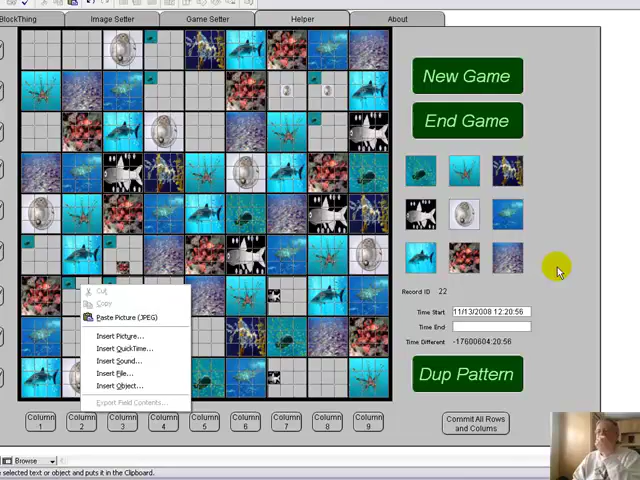 BlockThing
Image Setter
Game Setter
Helper
About
New Game
End Game
Record ID 22
Time Start 11/13/2008 12:20:56
Time End
Time Different -17600604:20:56
Dup Pattern
Cut
Copy
Paste Picture (JPEG)
Insert Picture...
Insert QuickTime...
Insert Sound...
Insert File...
Insert Object...
Export Field Contents...
Column 1
Column 2
Column 3
Column 4
Column 5
Column 6
Column 7
Column 8
Column 9
Commit All Rows
and Colums
Browse
selected text or object and puts it in the Clipboard.